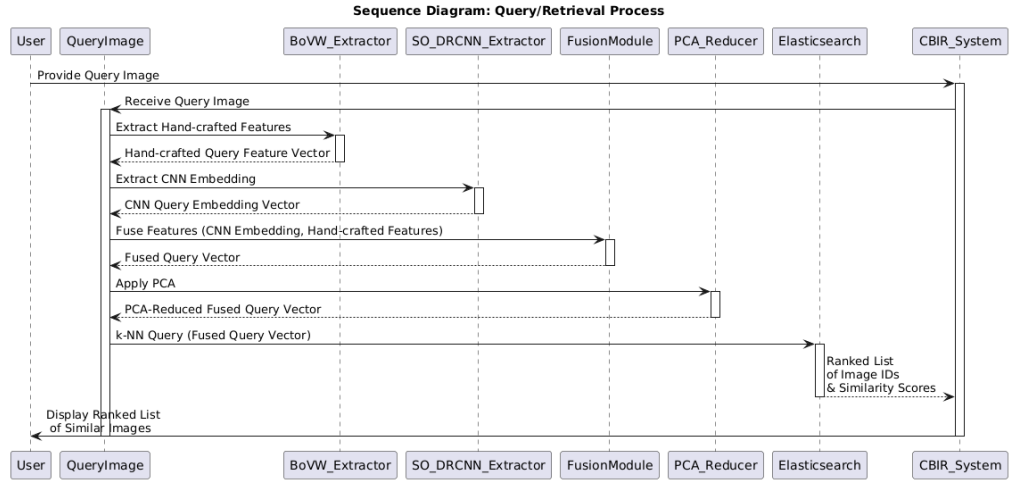 Sequence Diagram: Query/Retrieval Process
User
QueryImage
BoVW_Extractor
SO_DRCNN_Extractor
FusionModule
PCA_Reducer
Elasticsearch
CBIR_System
Provide Query Image
Receive Query Image
Extract Hand-crafted Features
Hand-crafted Query Feature Vector
Extract CNN Embedding
CNN Query Embedding Vector
Fuse Features (CNN Embedding, Hand-crafted Features)
Fused Query Vector
Apply PCA
PCA-Reduced Fused Query Vector
k-NN Query (Fused Query Vector)
Ranked List
of Image IDs
& Similarity Scores
Display Ranked List
of Similar Images
User
QueryImage
BoVW_Extractor
SO_DRCNN_Extractor
FusionModule
PCA_Reducer
Elasticsearch
CBIR_System